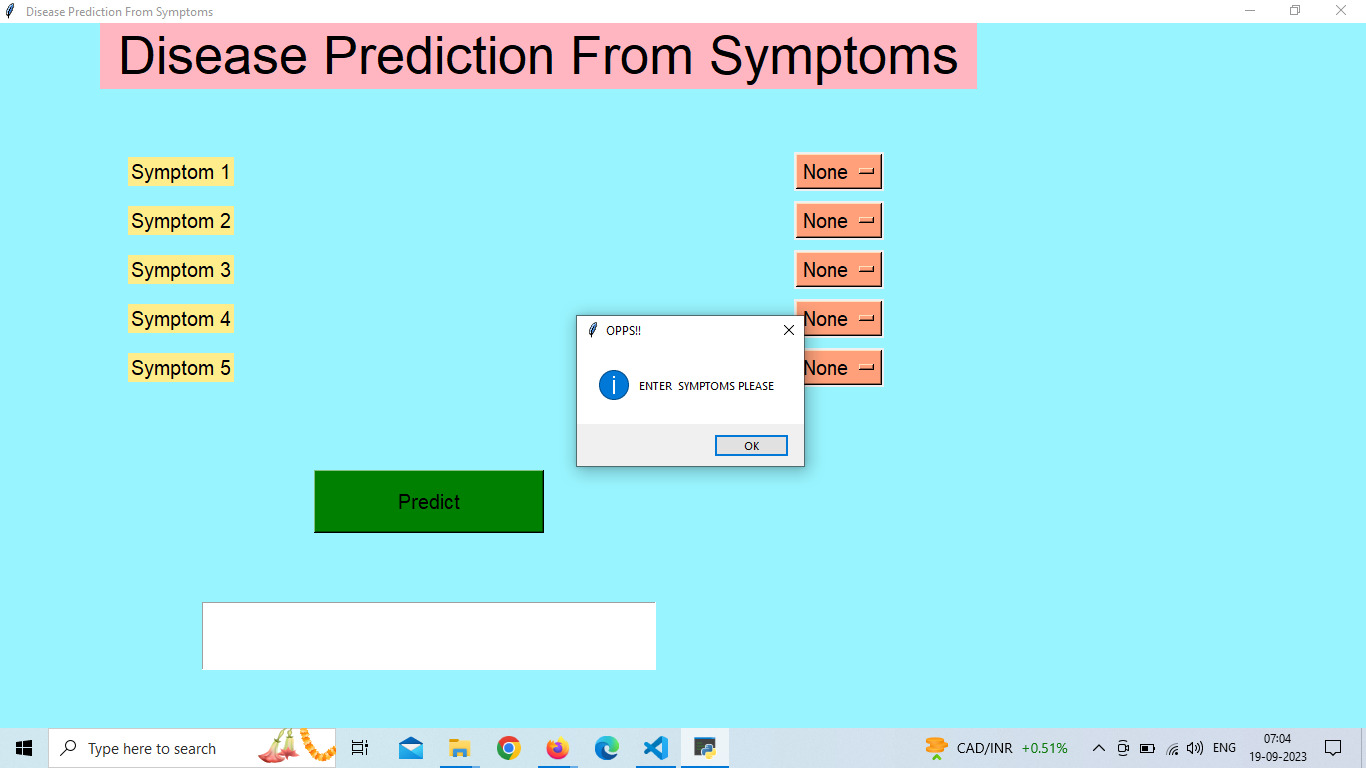 Disease Prediction From Symptoms
Disease Prediction From Symptoms
Symptom 1 None
Symptom 2 None
Symptom 3 None
Symptom 4 None
Symptom 5 None
OPPS!!
ENTER  SYMPTOMS PLEASE
OK
Predict
Type here to search
CAD/INR +0.51%
ENG
07:04
19-09-2023